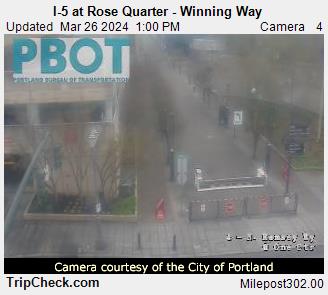 I-5 at Rose Quarter - Winning Way
Updated  Mar 26 2024  1:00 PM
Camera  4
PBOT
PORTLAND BUREAU OF TRANSPORTATION
Camera courtesy of the City of Portland
TripCheck.com
Milepost302.00